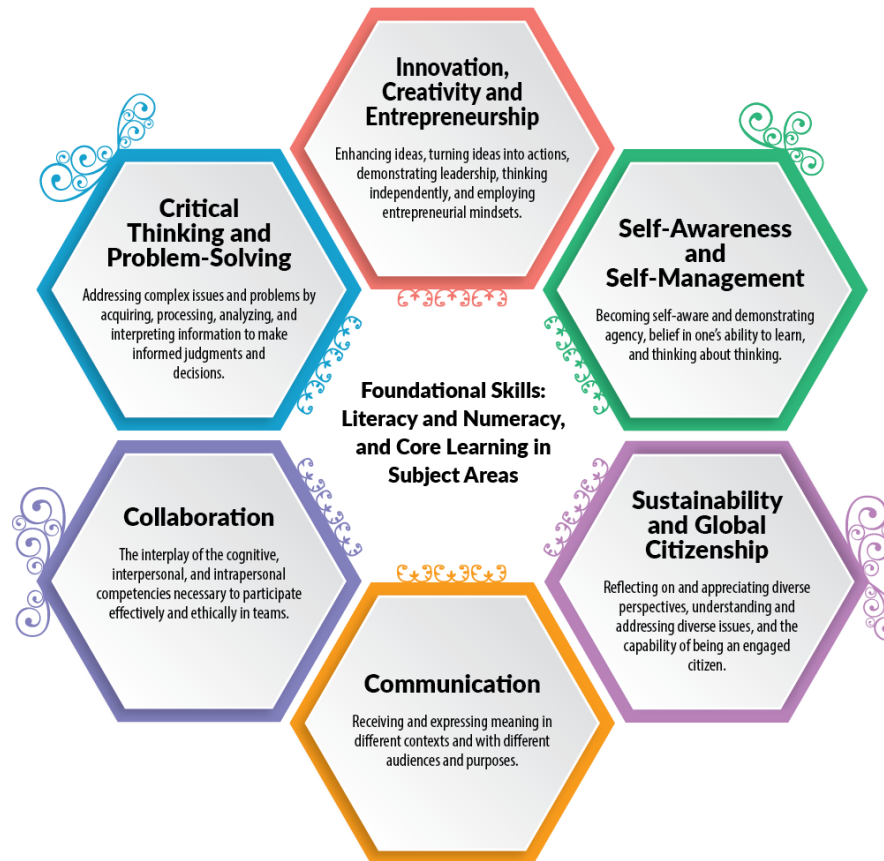 Innovation,
Creativity and
Entrepreneurship
Enhancing ideas, turning ideas into actions,
demonstrating leadership, thinking
independently, and employing
entrepreneurial mindsets.
Critical
Thinking and
Problem-Solving
Addressing complex issues and problems by
acquiring, processing, analyzing, and
interpreting information to make
informed judgments and
decisions.
Self-Awareness
and
Self-Management
Becoming self-aware and demonstrating
agency, belief in one’s ability to learn,
and thinking about thinking.
Foundational Skills:
Literacy and Numeracy,
and Core Learning in
Subject Areas
Collaboration
The interplay of the cognitive,
interpersonal, and intrapersonal
competencies necessary to participate
effectively and ethically in teams.
Sustainability
and Global
Citizenship
Reflecting on and appreciating diverse
perspectives, understanding and
addressing diverse issues, and the
capability of being an engaged
citizen.
Communication
Receiving and expressing meaning in
different contexts and with different
audiences and purposes.